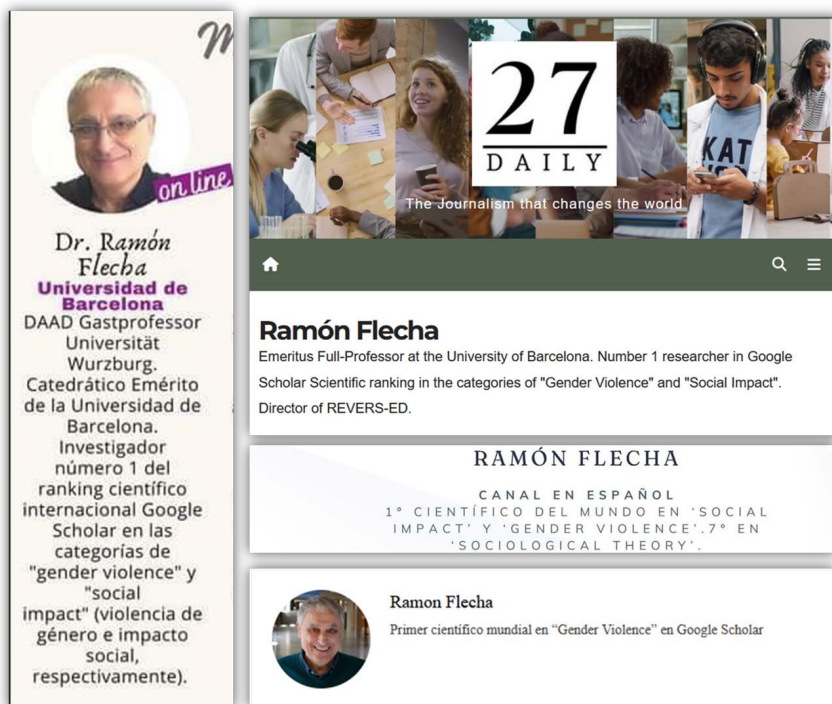 on line
Dr. Ramón
Flecha
Universidad de
Barcelona
DAAD Gastprofessor
Universität
Wurzburg.
Catedrático Emérito
de la Universidad de
Barcelona.
Investigador
número 1 del
ranking científico
internacional Google
Scholar en las
categorías de
"gender violence" y
"social
impact" (violencia de
género e impacto
social,
respectivamente).
27
DAILY
KAT
The Journalism that changes the world
Ramón Flecha
Emeritus Full-Professor at the University of Barcelona. Number 1 researcher in Google
Scholar Scientific ranking in the categories of "Gender Violence" and "Social Impact".
Director of REVERS-ED.
RAMÓN FLECHA
CANAL EN ESPAÑOL
1º CIENTÍFICO DEL MUNDO EN ‘SOCIAL
IMPACT’ Y ‘GENDER VIOLENCE’.7º EN
‘SOCIOLOGICAL THEORY’.
Ramon Flecha
Primer científico mundial en “Gender Violence” en Google Scholar